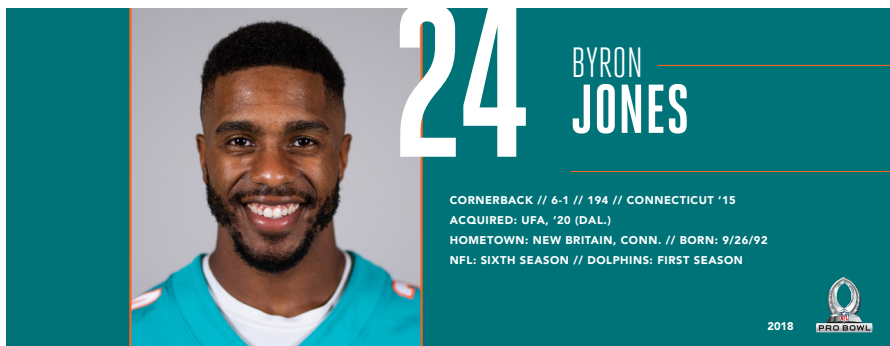 24
BYRON
JONES
CORNERBACK // 6-1 // 194 // CONNECTICUT ’15
ACQUIRED: UFA, ’20 (DAL.)
HOMETOWN: NEW BRITAIN, CONN. // BORN: 9/26/92
NFL: SIXTH SEASON // DOLPHINS: FIRST SEASON
2018
NFL
PRO BOWL